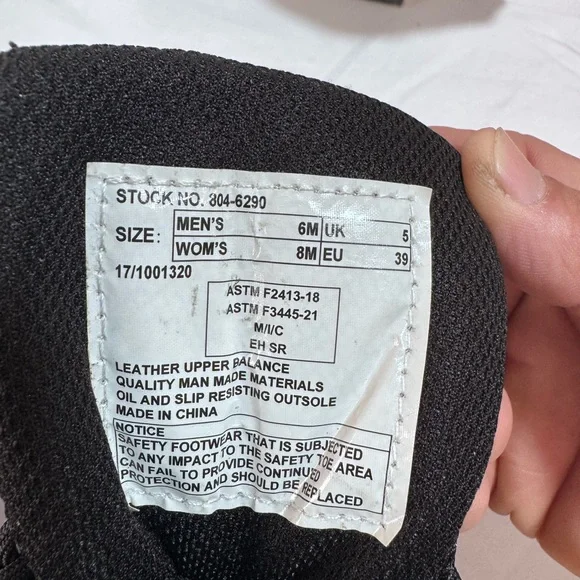 STOCK NO. 804-6290
SIZE: MEN'S 6M UK 5
WOM'S 8M EU 39
17/1001320
ASTM F2413-18
ASTM F3445-21
M/I/C
EH SR
LEATHER UPPER BALANCE
QUALITY MAN MADE MATERIALS
OIL AND SLIP RESISTING OUTSOLE
MADE IN CHINA
NOTICE
SAFETY FOOTWEAR THAT IS SUBJECTED
TO ANY IMPACT TO THE SAFETY TOE AREA
CAN FAIL TO PROVIDE CONTINUED
PROTECTION AND SHOULD BE REPLACED